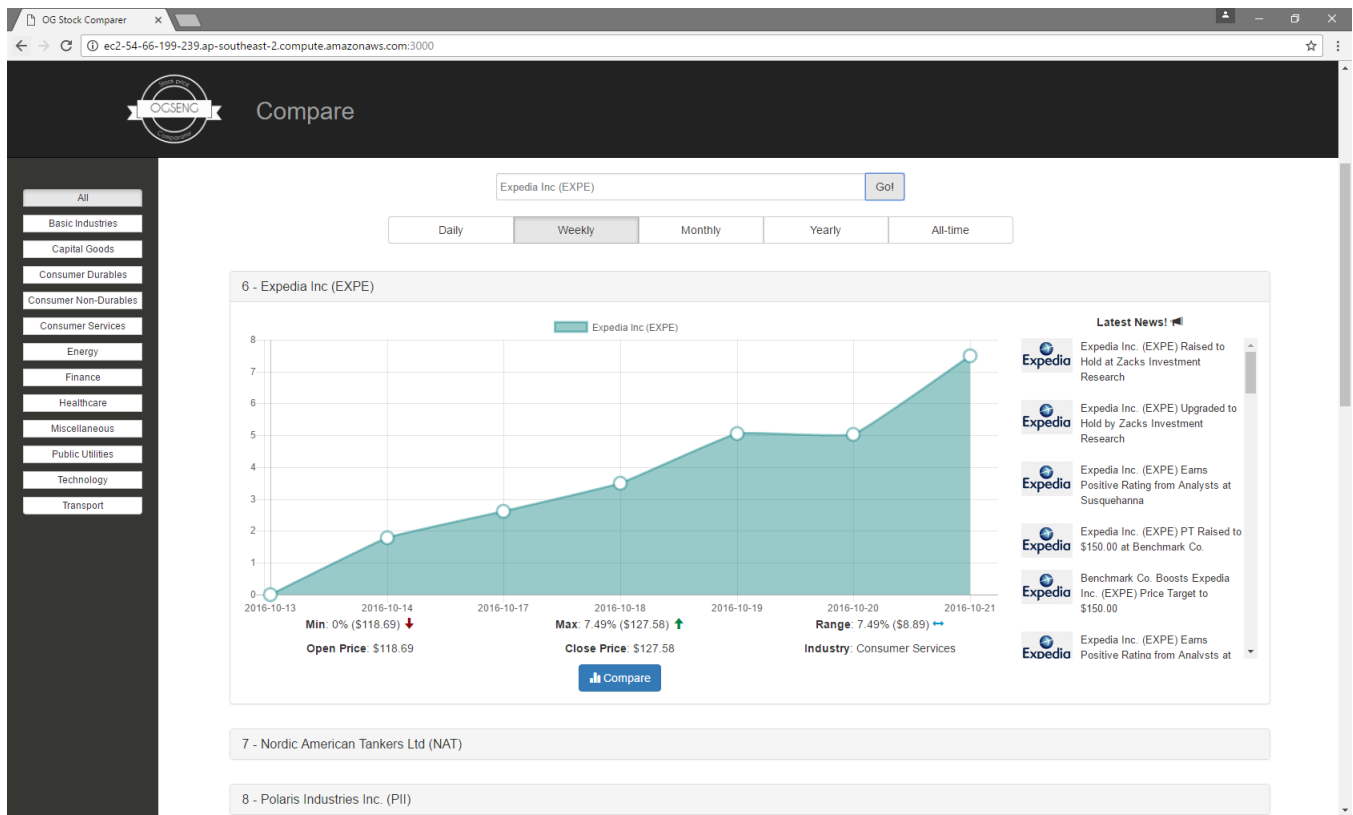 OG Stock Comparer
ec2-54-66-199-239.ap-southeast-2.compute.amazonaws.com:3000
Stock price
OGSENG
Comparator
Compare
All
Basic Industries
Capital Goods
Consumer Durables
Consumer Non-Durables
Consumer Services
Energy
Finance
Healthcare
Miscellaneous
Public Utilities
Technology
Transport
Expedia Inc (EXPE) Go!
Daily Weekly Monthly Yearly All-time
6 - Expedia Inc (EXPE)
Expedia Inc (EXPE)
8
7
6
5
4
3
2
1
0
2016-10-13 2016-10-14 2016-10-17 2016-10-18 2016-10-19 2016-10-20 2016-10-21
Min: 0% ($118.69) Max: 7.49% ($127.58) Range: 7.49% ($8.89)
Open Price: $118.69 Close Price: $127.58 Industry: Consumer Services
Compare
Latest News!
Expedia
Expedia Inc. (EXPE) Raised to
Hold at Zacks Investment
Research
Expedia
Expedia Inc. (EXPE) Upgraded to
Hold by Zacks Investment
Research
Expedia
Expedia Inc. (EXPE) Earns
Positive Rating from Analysts at
Susquehanna
Expedia
Expedia Inc. (EXPE) PT Raised to
$150.00 at Benchmark Co.
Expedia
Benchmark Co. Boosts Expedia
Inc. (EXPE) Price Target to
$150.00
Expedia
Expedia Inc. (EXPE) Earns
Positive Rating from Analysts at
7 - Nordic American Tankers Ltd (NAT)
8 - Polaris Industries Inc. (PII)